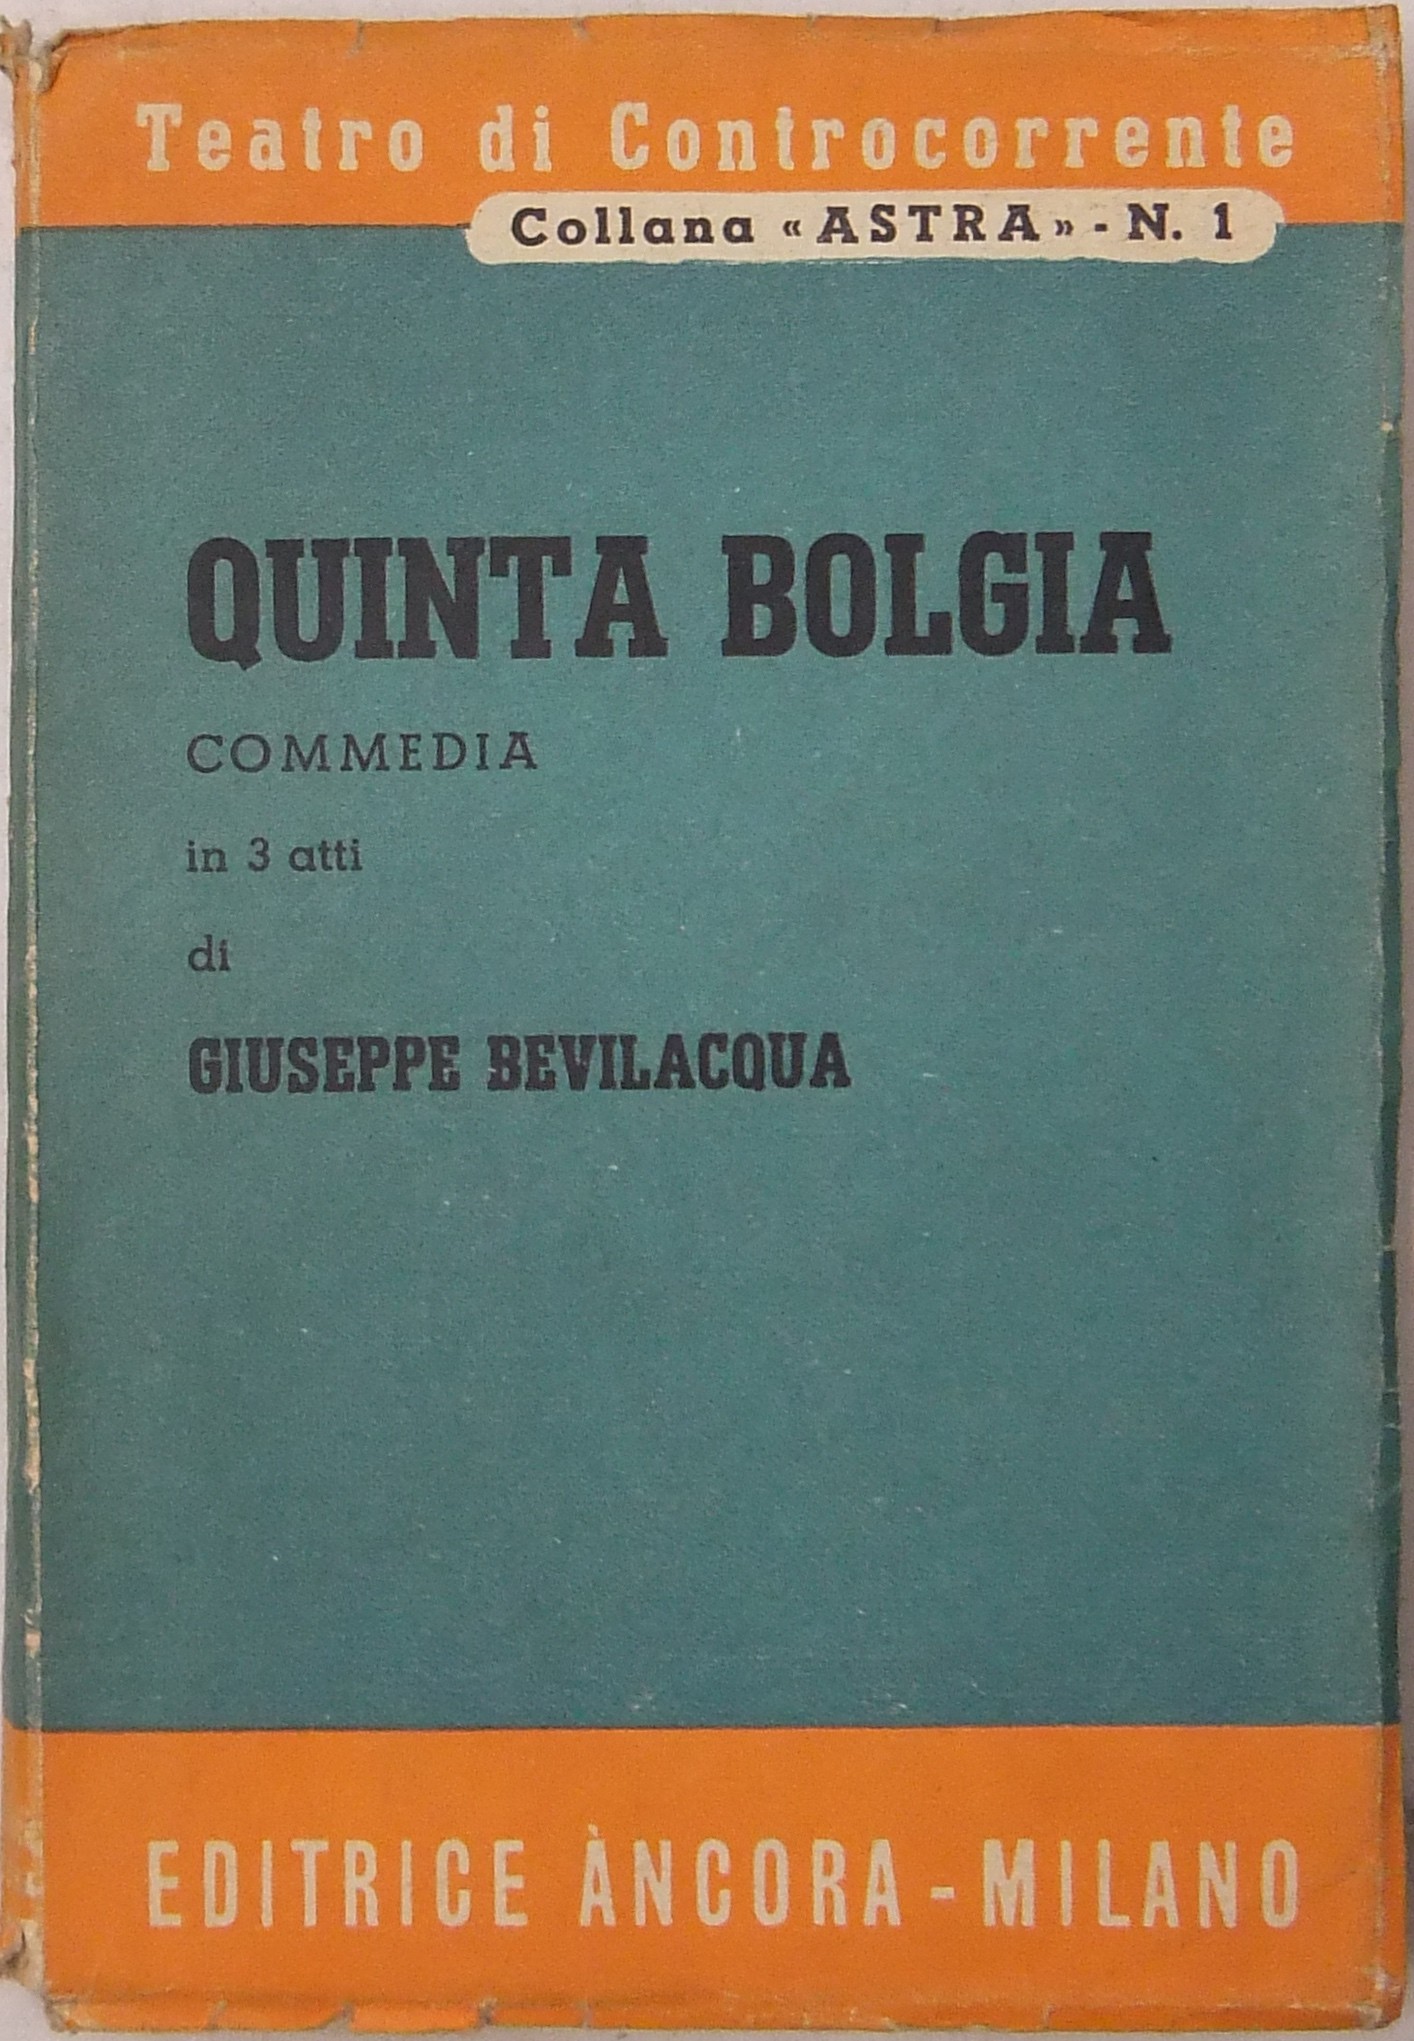 Teatro di Controcorrente
Collana «ASTRA» - N. 1
QUINTA BOLGIA
COMMEDIA
in 3 atti
di
GIUSEPPE BEVILACQUA
EDITRICE ÀNCORA - MILANO